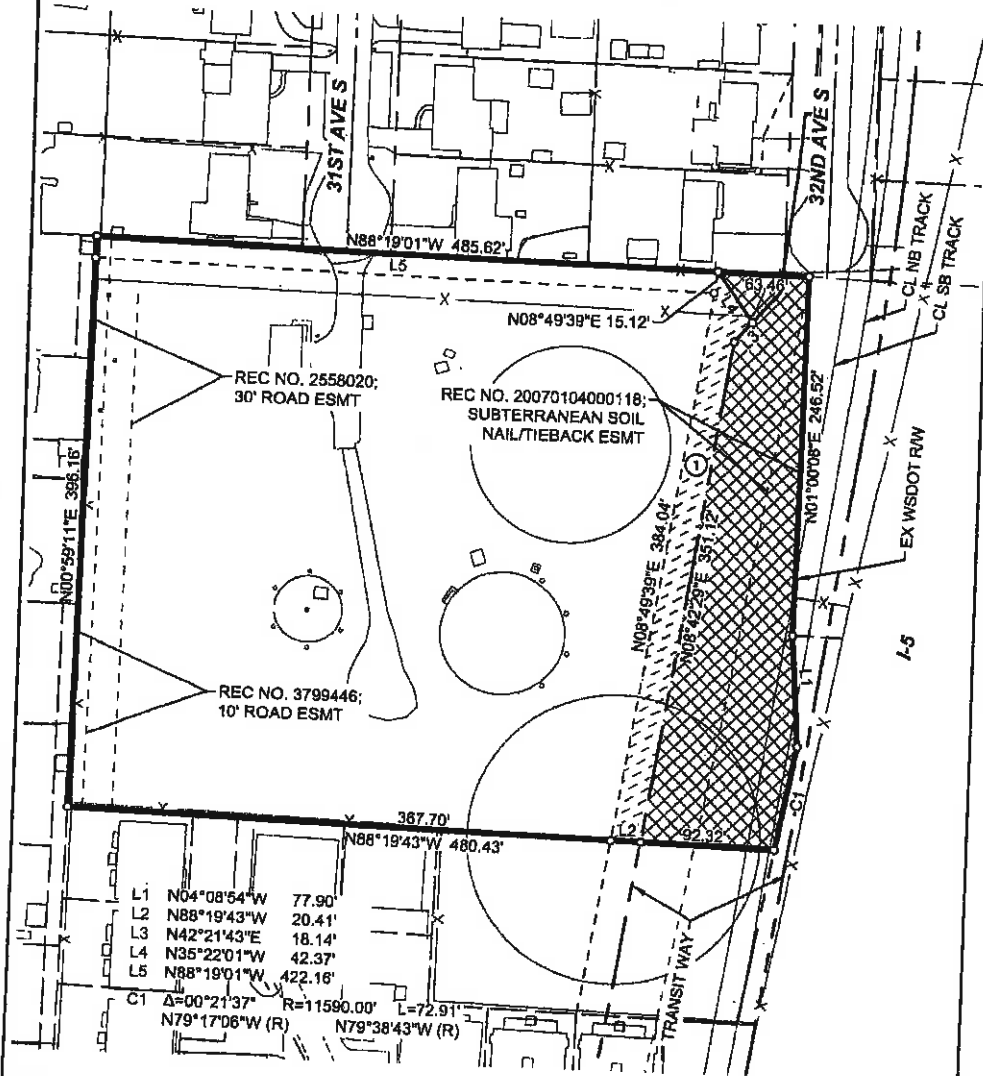 31ST AVE S
32ND AVE S
CL NB TRACK
CL SB TRACK
N88°19'01"W 485.62'
L5
63.46'
L4
L3
N08°49'39"E 15.12'
REC NO. 2558020;
30' ROAD ESMT
REC NO. 20070104000118;
SUBTERRANEAN SOIL
NAIL/TIEBACK ESMT
1
N01°00'08"E 246.52'
EX WSDOT R/W
N00°59'11"E 396.16'
N08°49'39"E 384.04'
N08°42'29"E 351.12'
I-5
L1
REC NO. 3799446;
10' ROAD ESMT
C1
367.70'
L2
92.32'
N88°19'43"W 480.43'
TRANSIT WAY
L1 N04°08'54"W 77.90'
L2 N88°19'43"W 20.41'
L3 N42°21'43"E 18.14'
L4 N35°22'01"W 42.37'
L5 N88°19'01"W 422.16'
C1 Δ=00°21'37" R=11590.00' L=72.91'
N79°17'06"W (R) N79°38'43"W (R)